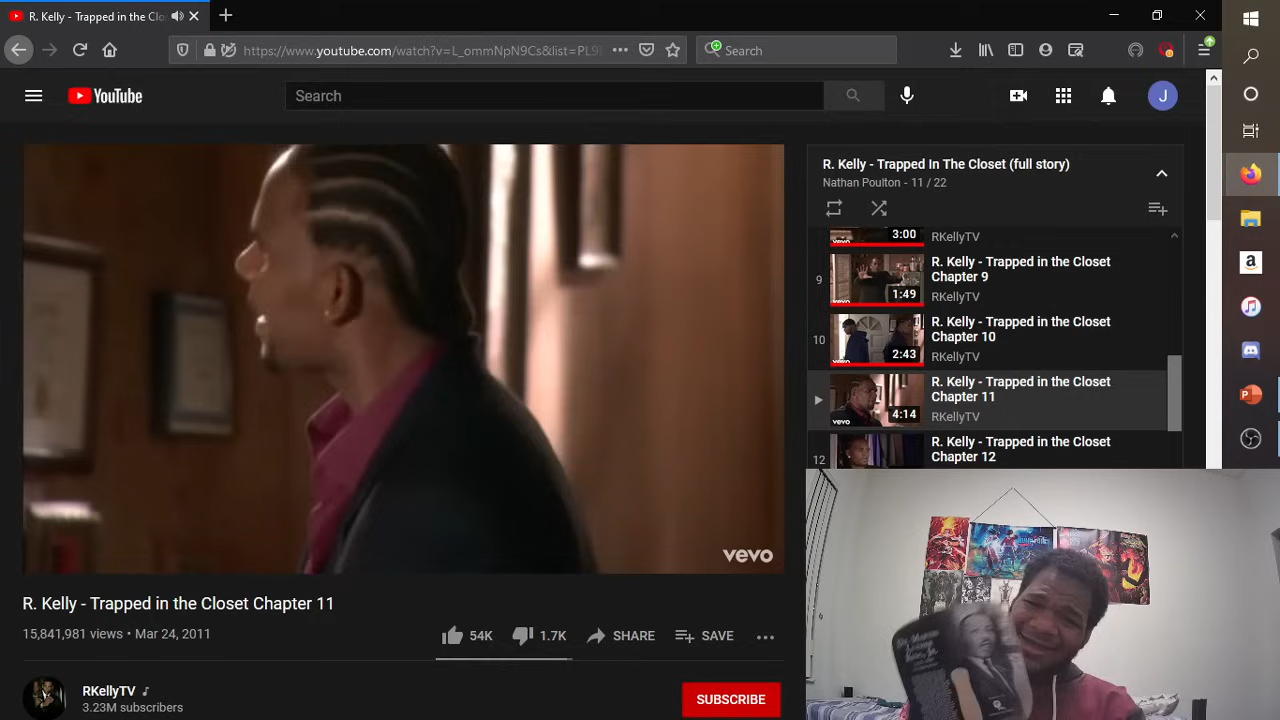 R. Kelly - Trapped in the Clo
https://www.youtube.com/watch?v=L_ommNpN9Cs&list=PL9
Search
YouTube
Search
J
vevo
R. Kelly - Trapped In The Closet (full story)
Nathan Poulton - 11 / 22
3:00
RKellyTV
9
vevo
1:49
R. Kelly - Trapped in the Closet
Chapter 9
RKellyTV
10
vevo
2:43
R. Kelly - Trapped in the Closet
Chapter 10
RKellyTV
vevo
4:14
R. Kelly - Trapped in the Closet
Chapter 11
RKellyTV
12
R. Kelly - Trapped in the Closet
Chapter 12
R. Kelly - Trapped in the Closet Chapter 11
15,841,981 views • Mar 24, 2011
54K
1.7K
SHARE
SAVE
RKellyTV
3.23M subscribers
SUBSCRIBE